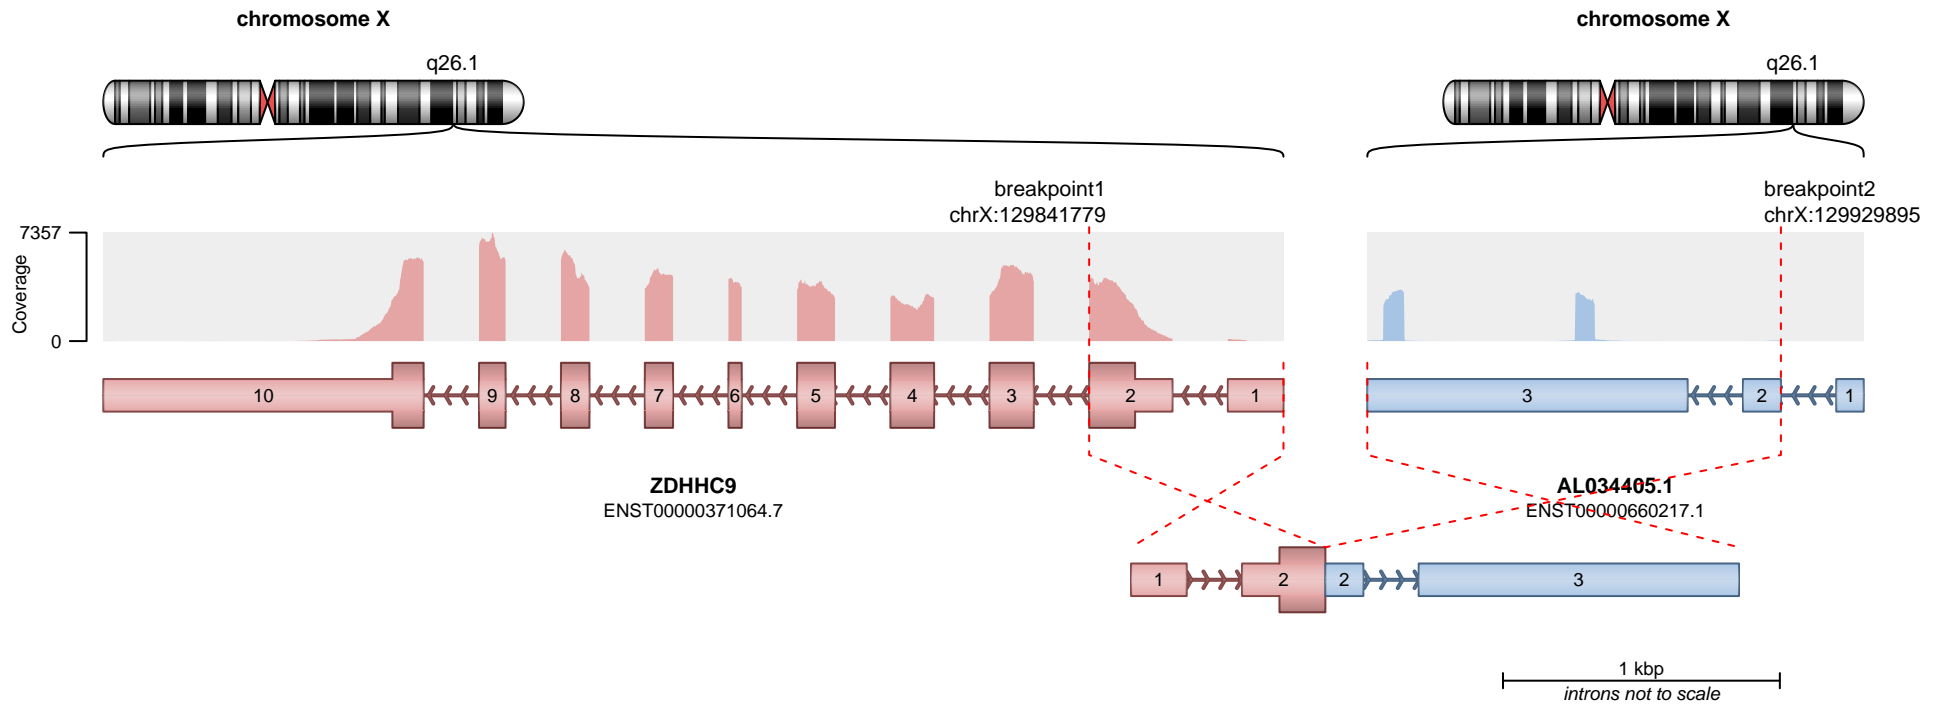 chromosome X
chromosome X
q26.1
q26.1
breakpoint1
chrX:129841779
breakpoint2
chrX:129929895
7357
Coverage
0
10 9 8 7 6 5 4 3 2 1
3 2 1
ZDHHC9
ENST00000371064.7
AL034405.1
ENST00000660217.1
1 2 2 3
1 kbp
introns not to scale